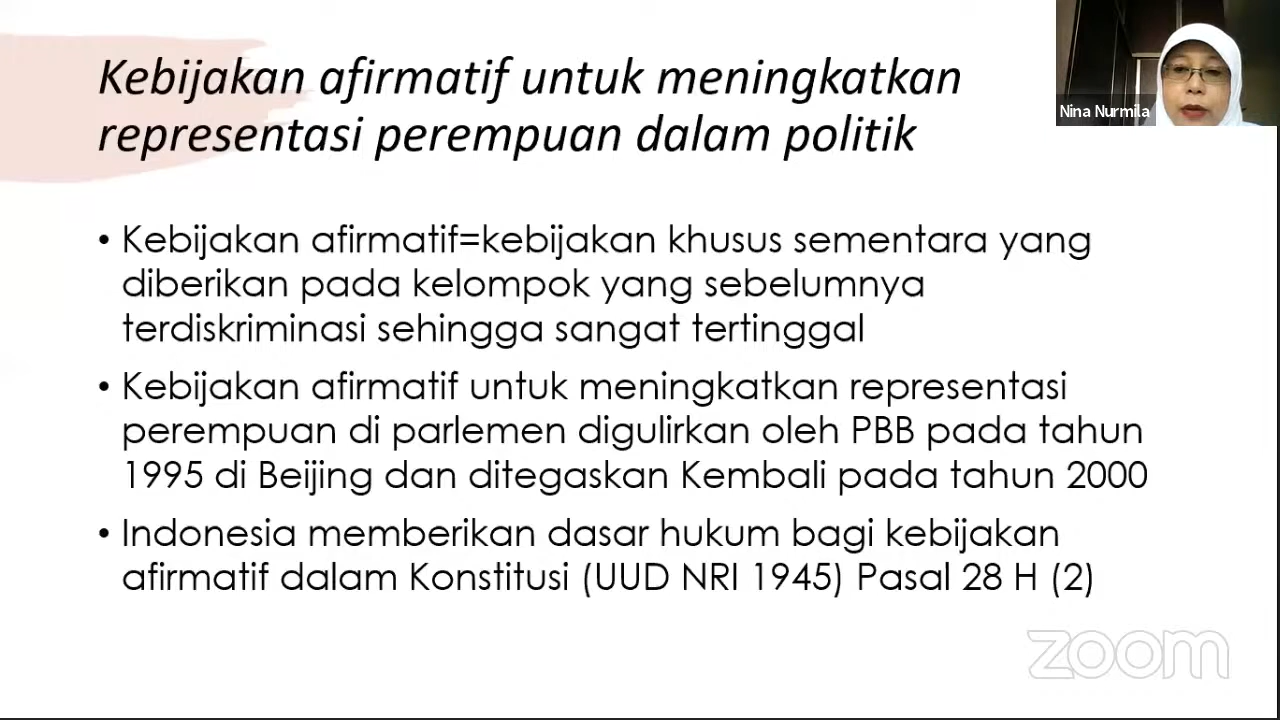 Kebijakan afirmatif untuk meningkatkan
representasi perempuan dalam politik
Nina Nurmila
• Kebijakan afirmatif=kebijakan khusus sementara yang
diberikan pada kelompok yang sebelumnya
terdiskriminasi sehingga sangat tertinggal
• Kebijakan afirmatif untuk meningkatkan representasi
perempuan di parlemen digulirkan oleh PBB pada tahun
1995 di Beijing dan ditegaskan Kembali pada tahun 2000
• Indonesia memberikan dasar hukum bagi kebijakan
afirmatif dalam Konstitusi (UUD NRI 1945) Pasal 28 H (2)
zoom